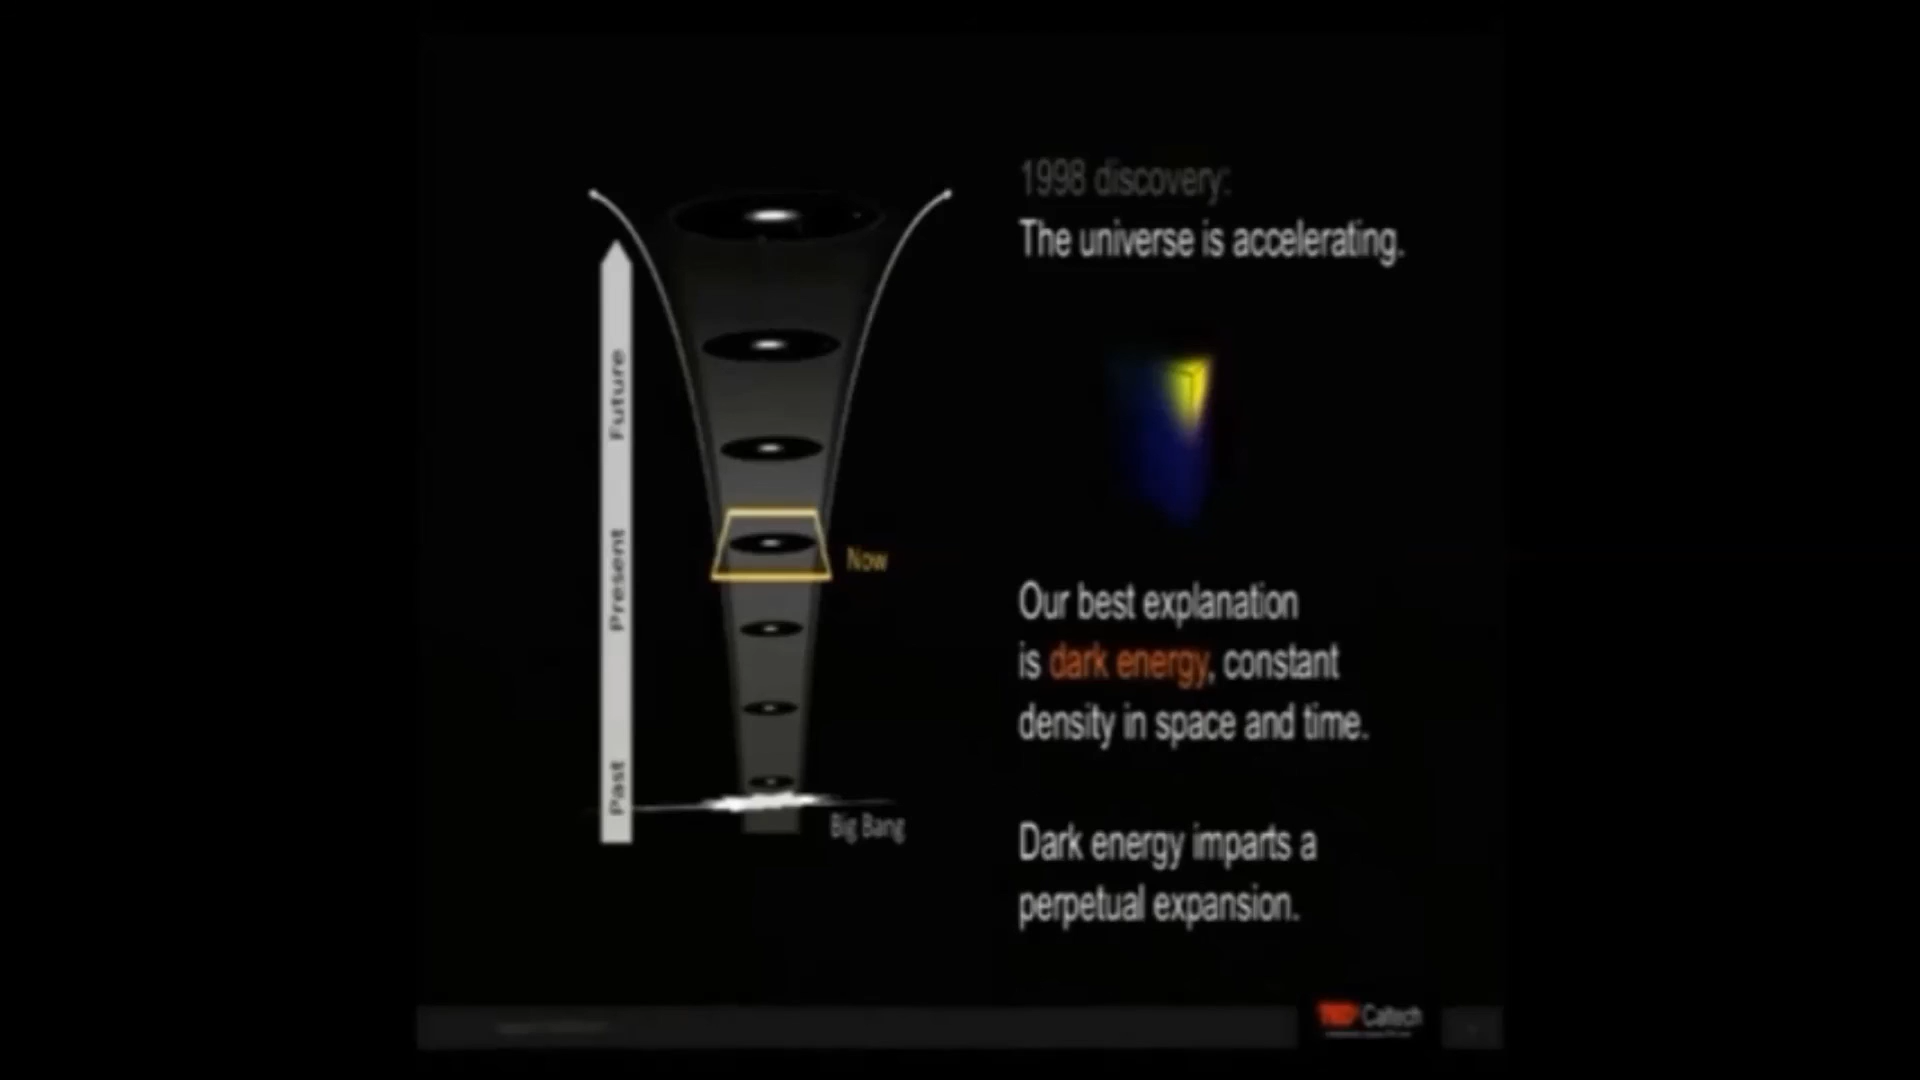 1998 discovery:
The universe is accelerating.
Future
Present
Now
Past
Big Bang
Our best explanation
is dark energy, constant
density in space and time.
Dark energy imparts a
perpetual expansion.
TEDx Caltech